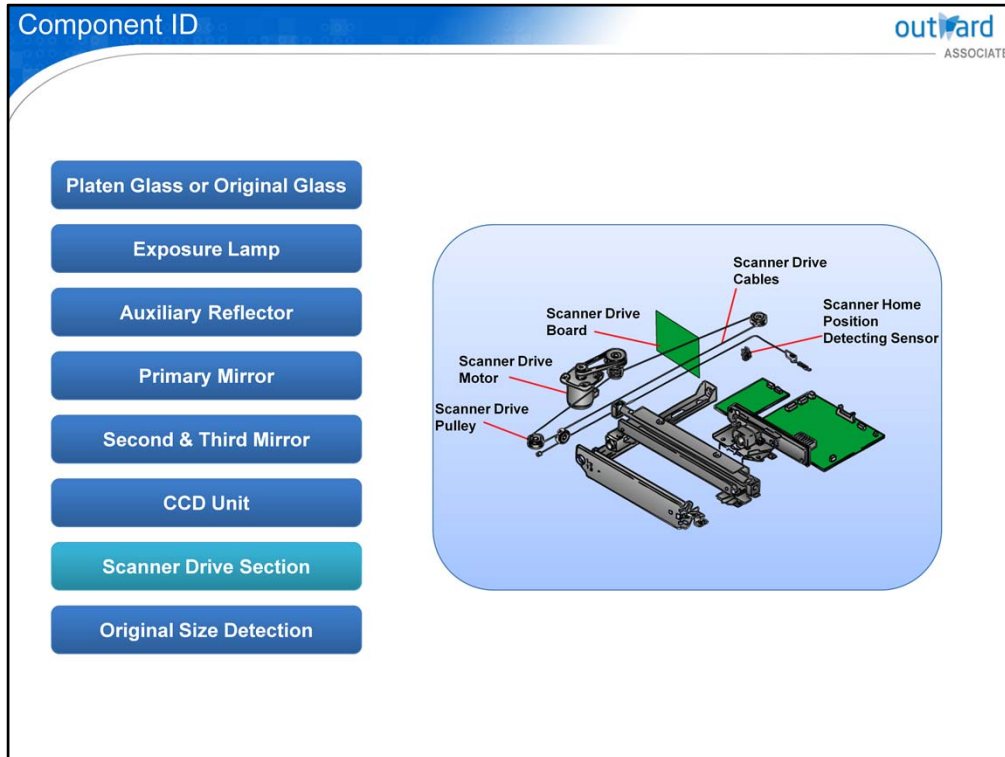 Component ID
outward
ASSOCIATE
Platen Glass or Original Glass
Exposure Lamp
Auxiliary Reflector
Primary Mirror
Second & Third Mirror
CCD Unit
Scanner Drive Section
Original Size Detection
Scanner Drive
Cables
Scanner Drive
Board
Scanner Home
Position
Detecting Sensor
Scanner Drive
Motor
Scanner Drive
Pulley